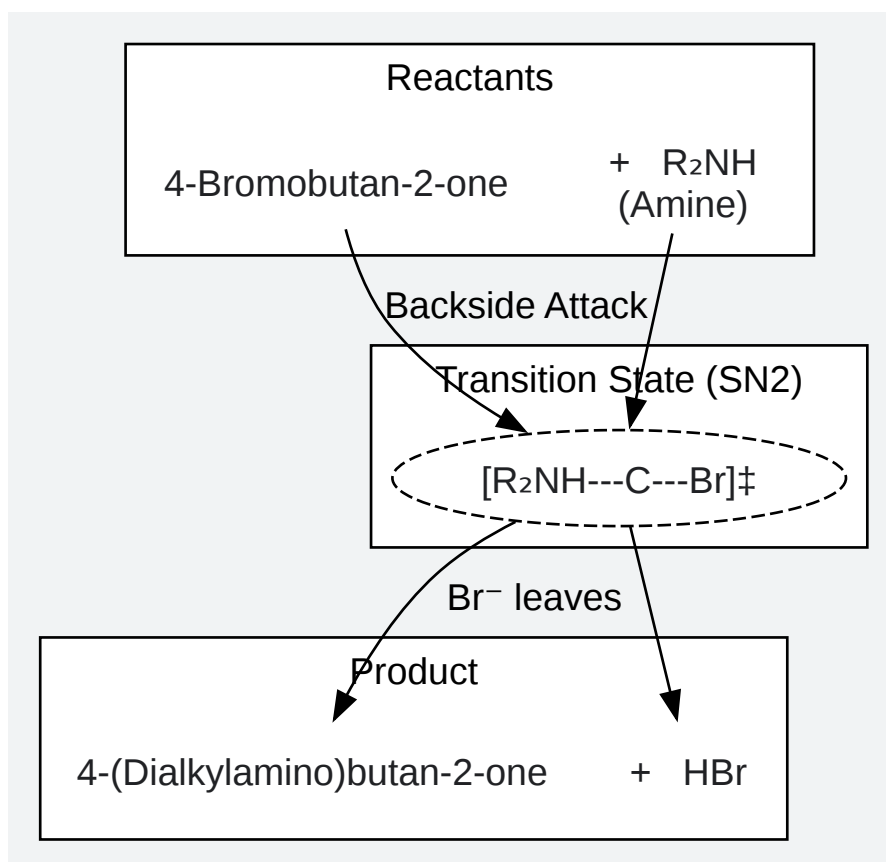 Reactants
4-Bromobutan-2-one
+ R₂NH
(Amine)
Backside Attack
Transition State (SN2)
[R₂NH---C---Br]‡
Br⁻ leaves
Product
4-(Dialkylamino)butan-2-one
+ HBr